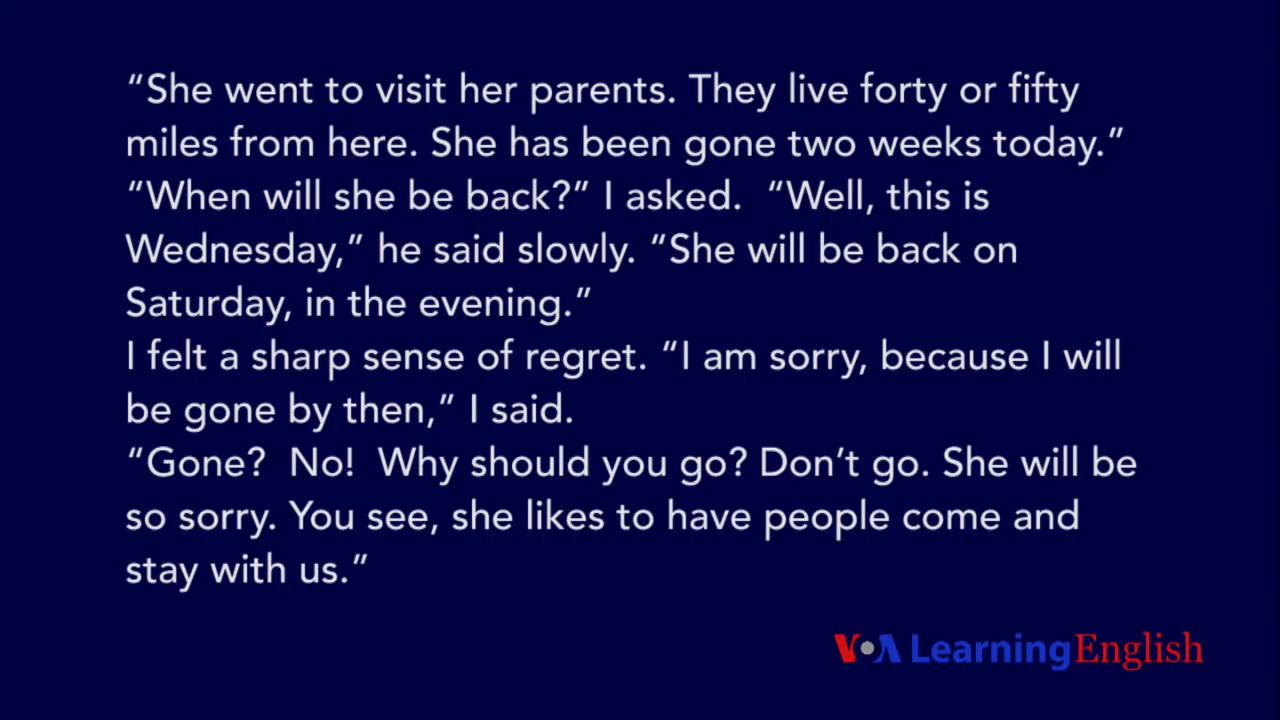 “She went to visit her parents. They live forty or fifty
miles from here. She has been gone two weeks today.”
“When will she be back?” I asked.  “Well, this is
Wednesday,” he said slowly. “She will be back on
Saturday, in the evening.”
I felt a sharp sense of regret. “I am sorry, because I will
be gone by then,” I said.
“Gone?  No!  Why should you go? Don’t go. She will be
so sorry. You see, she likes to have people come and
stay with us.”
VOA Learning English